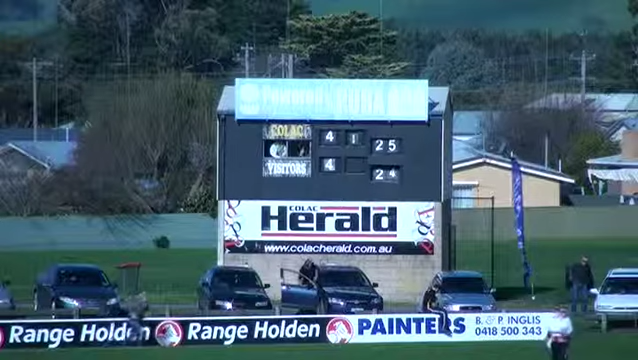 COLAC 4 1 25
VISITORS 4 24
COLAC
Herald
www.colacherald.com.au
Range Holden Range Holden PAINTERS B. & P. INGLIS
0418 500 343